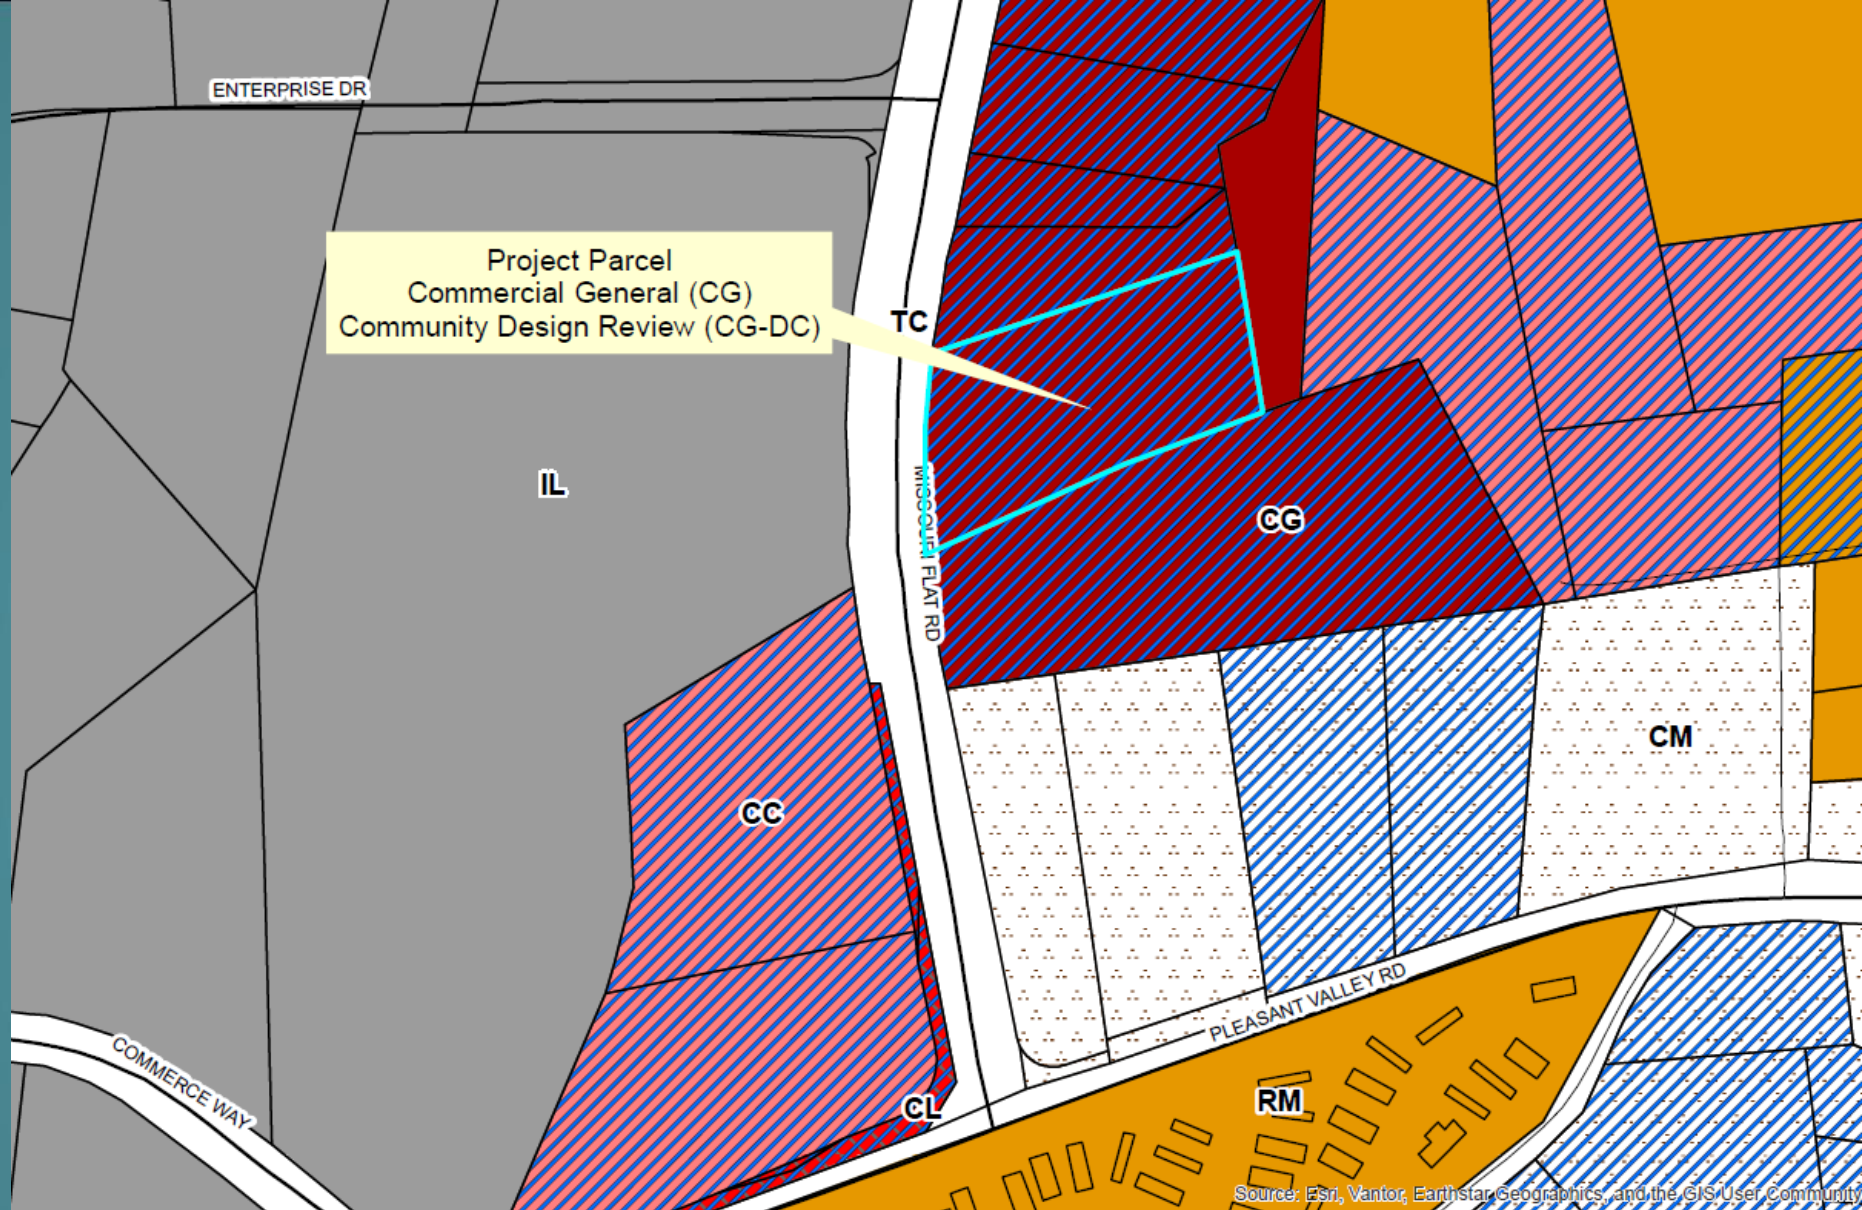 ENTERPRISE DR
Project Parcel
Commercial General (CG)
Community Design Review (CG-DC)
TC
IL
MISSOURI FLAT RD
CG
CM
CC
PLEASANT VALLEY RD
COMMERCE WAY
CL
RM
Source: Esri, Vantor, Earthstar Geographics, and the GIS User Community